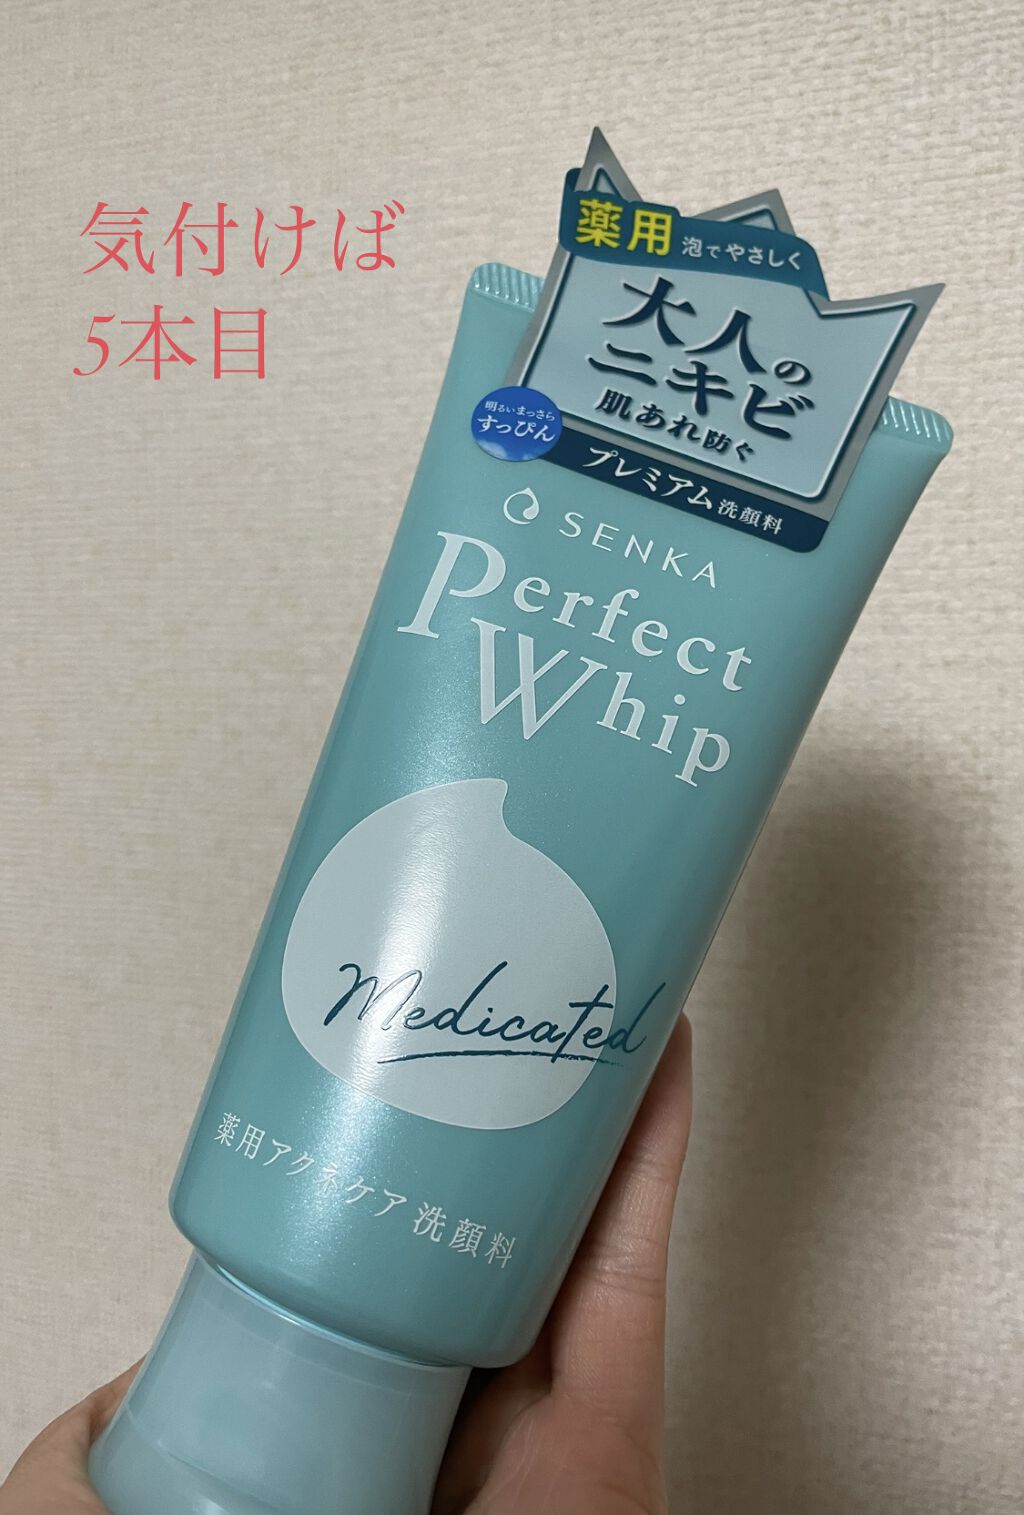 気付けば
5本目
薬用 泡でやさしく
大人の
ニキビ
肌あれ防ぐ
明るいまっさら
すっぴん
プレミアム洗顔料
SENKA
Perfect
Whip
Medicated
薬用アクネケア 洗顔料